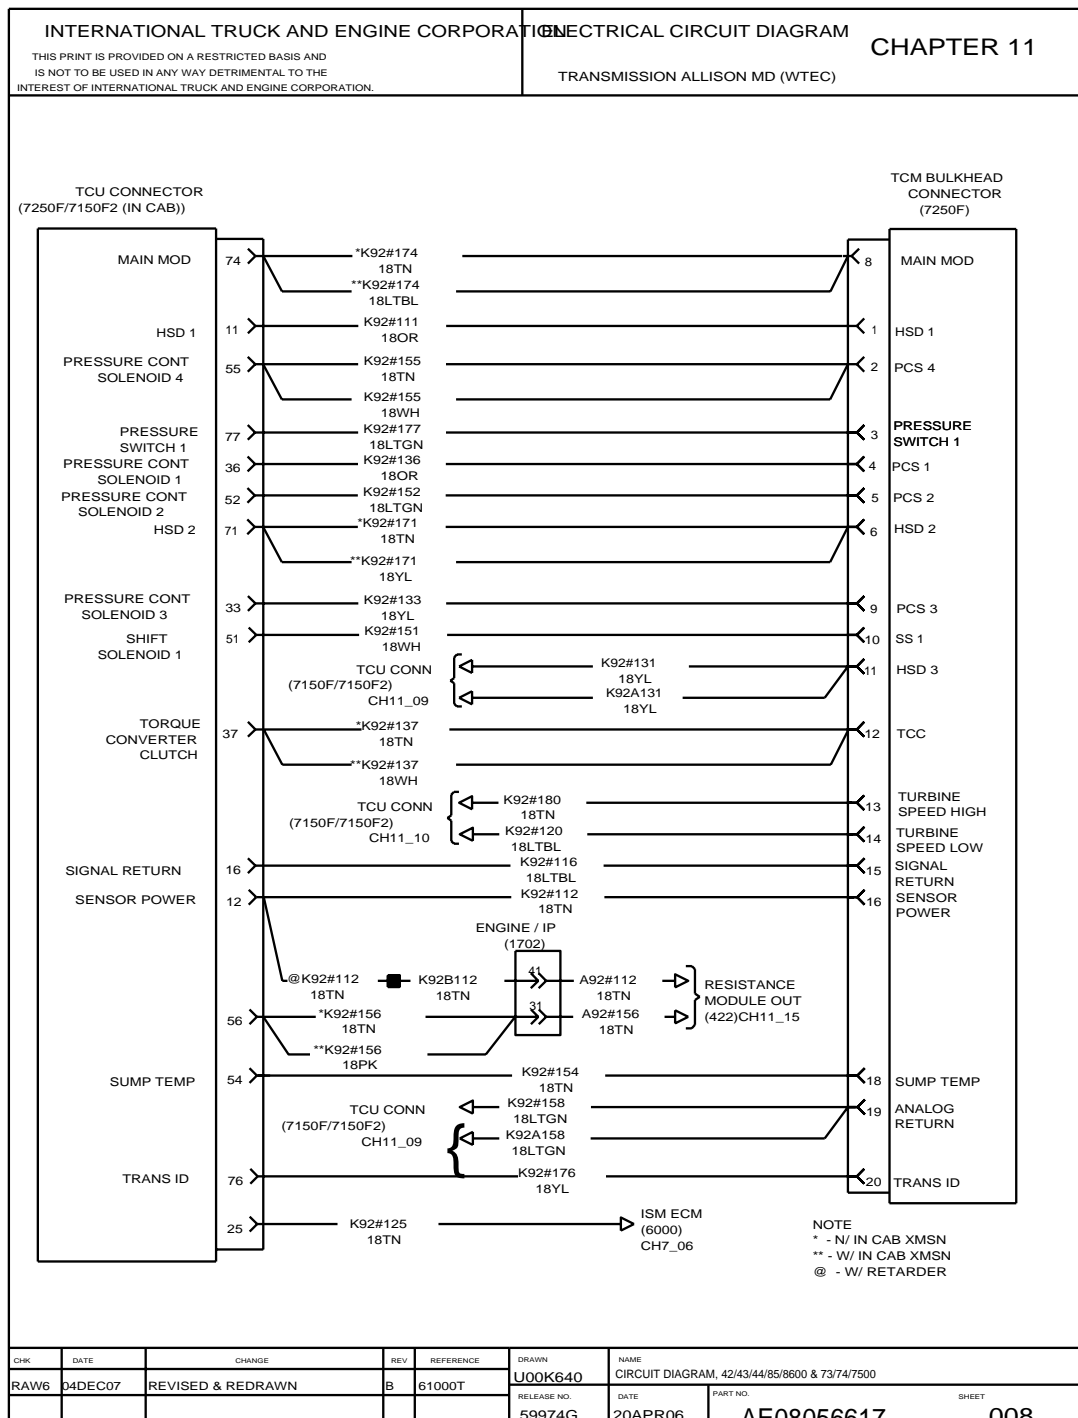 INTERNATIONAL TRUCK AND ENGINE CORPORATION
THIS PRINT IS PROVIDED ON A RESTRICTED BASIS AND
IS NOT TO BE USED IN ANY WAY DETRIMENTAL TO THE
INTEREST OF INTERNATIONAL TRUCK AND ENGINE CORPORATION.
ELECTRICAL CIRCUIT DIAGRAM
TRANSMISSION ALLISON MD (WTEC)
CHAPTER 11
TCU CONNECTOR
(7250F/7150F2 (IN CAB))
TCM BULKHEAD
CONNECTOR
(7250F)
MAIN MOD 74 *K92#174 8 MAIN MOD
18TN
**K92#174
18LTBL
HSD 1 11 K92#111 1 HSD 1
18OR
PRESSURE CONT
SOLENOID 4 55 K92#155 2 PCS 4
18TN
K92#155
18WH
PRESSURE
SWITCH 1 77 K92#177 3 PRESSURE
SWITCH 1
18LTGN
PRESSURE CONT
SOLENOID 1 36 K92#136 4 PCS 1
18OR
PRESSURE CONT
SOLENOID 2 52 K92#152 5 PCS 2
18LTGN
HSD 2 71 *K92#171 6 HSD 2
18TN
**K92#171
18YL
PRESSURE CONT
SOLENOID 3 33 K92#133 9 PCS 3
18YL
SHIFT
SOLENOID 1 51 K92#151 10 SS 1
18WH
TCU CONN
(7150F/7150F2)
CH11_09
K92#131 11 HSD 3
18YL
K92A131
18YL
TORQUE
CONVERTER
CLUTCH 37 *K92#137 12 TCC
18TN
**K92#137
18WH
TCU CONN
(7150F/7150F2)
CH11_10
K92#180 13 TURBINE
SPEED HIGH
18TN
K92#120 14 TURBINE
SPEED LOW
18LTBL
SIGNAL RETURN 16 K92#116 15 SIGNAL
RETURN
18LTBL
SENSOR POWER 12 K92#112 16 SENSOR
POWER
18TN
ENGINE / IP
(1702)
@K92#112 K92B112 41 A92#112
18TN 18TN 18TN
RESISTANCE
MODULE OUT
(422)CH11_15
56 *K92#156 31 A92#156
18TN 18TN
**K92#156
18PK
SUMP TEMP 54 K92#154 18 SUMP TEMP
18TN
TCU CONN
(7150F/7150F2)
CH11_09
K92#158 19 ANALOG
RETURN
18LTGN
K92A158
18LTGN
TRANS ID 76 K92#176 20 TRANS ID
18YL
25 K92#125 ISM ECM
18TN (6000)
CH7_06
NOTE
* - N/ IN CAB XMSN
** - W/ IN CAB XMSN
@ - W/ RETARDER
CHK DATE CHANGE REV REFERENCE
RAW6 04DEC07 REVISED & REDRAWN B 61000T
DRAWN
U00K640
NAME
CIRCUIT DIAGRAM, 42/43/44/85/8600 & 73/74/7500
RELEASE NO. DATE PART NO. SHEET
59974G 20APR06 AE08056617 008